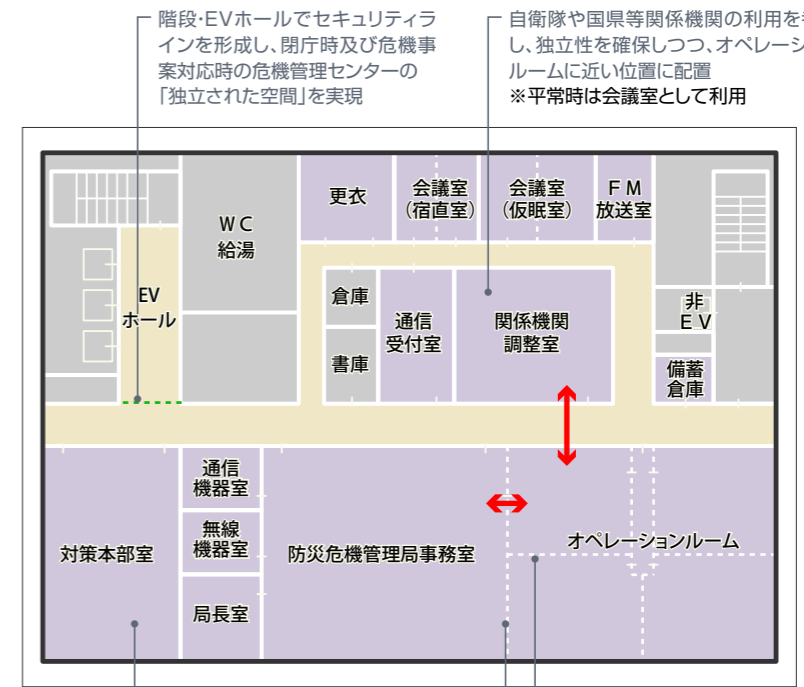 階段･EVホールでセキュリティラ
インを形成し、閉庁時及び危機事
案対応時の危機管理センターの
「独立された空間」を実現
自衛隊や国県等関係機関の利用を
し、独立性を確保しつつ、オペレーシ
ルームに近い位置に配置
※平常時は会議室として利用
更衣
会議室
（宿直室）
会議室
（仮眠室）
ＦＭ
放送室
ＷＣ
給湯
EV
ホール
倉庫
書庫
通信
受付室
関係機関
調整室
非
ＥＶ
備蓄
倉庫
対策本部室
通信
機器室
無線
機器室
局長室
防災危機管理局事務室
オペレーションルーム